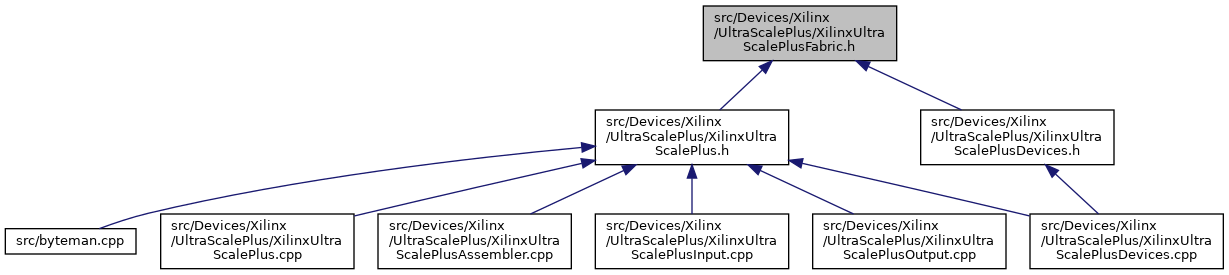 src/Devices/Xilinx
/UltraScalePlus/XilinxUltra
ScalePlusFabric.h
src/Devices/Xilinx
/UltraScalePlus/XilinxUltra
ScalePlus.h
src/Devices/Xilinx
/UltraScalePlus/XilinxUltra
ScalePlusDevices.h
src/byteman.cpp
src/Devices/Xilinx
/UltraScalePlus/XilinxUltra
ScalePlus.cpp
src/Devices/Xilinx
/UltraScalePlus/XilinxUltra
ScalePlusAssembler.cpp
src/Devices/Xilinx
/UltraScalePlus/XilinxUltra
ScalePlusInput.cpp
src/Devices/Xilinx
/UltraScalePlus/XilinxUltra
ScalePlusOutput.cpp
src/Devices/Xilinx
/UltraScalePlus/XilinxUltra
ScalePlusDevices.cpp